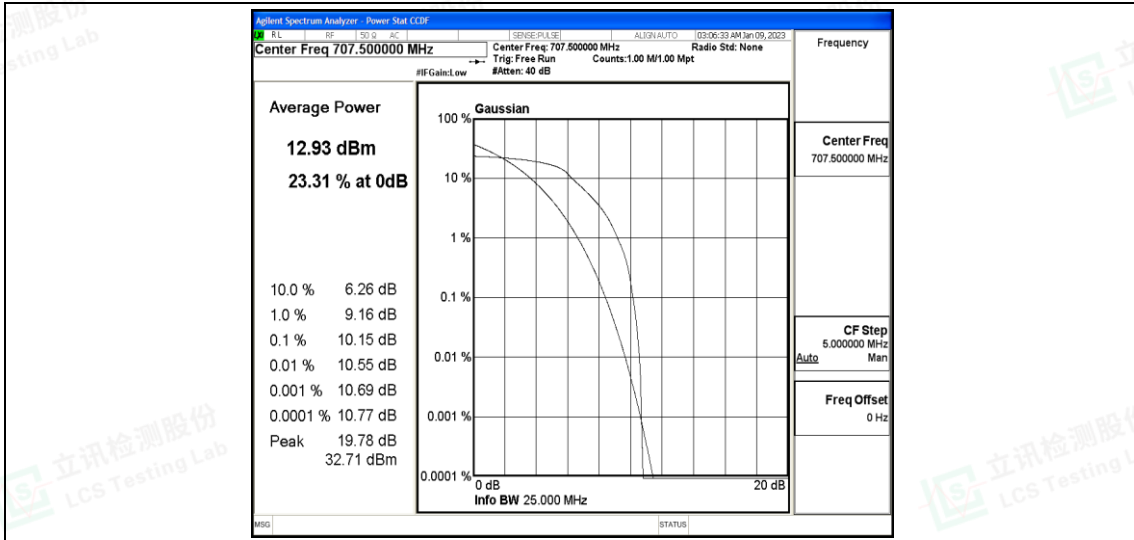 Agilent Spectrum Analyzer - Power Stat CCDF
LXI RL RF 50 Ω AC SENSE:PULSE ALIGNAUTO 03:06:33 AM Jan 09, 2023
Center Freq 707.500000 MHz
Center Freq: 707.500000 MHz Radio Std: None
Trig: Free Run Counts:1.00 M/1.00 Mpt
#IFGain:Low #Atten: 40 dB
Frequency
Average Power
12.93 dBm
23.31 % at 0dB
10.0 % 6.26 dB
1.0 % 9.16 dB
0.1 % 10.15 dB
0.01 % 10.55 dB
0.001 % 10.69 dB
0.0001 % 10.77 dB
Peak 19.78 dB
32.71 dBm
Gaussian
100 %
10 %
1 %
0.1 %
0.01 %
0.001 %
0.0001 %
0 dB 20 dB
Info BW 25.000 MHz
Center Freq
707.500000 MHz
CF Step
5.000000 MHz
Auto Man
Freq Offset
0 Hz
MSG STATUS
立讯检测股份
LCS Testing Lab
立讯检测股份
LCS Testing L